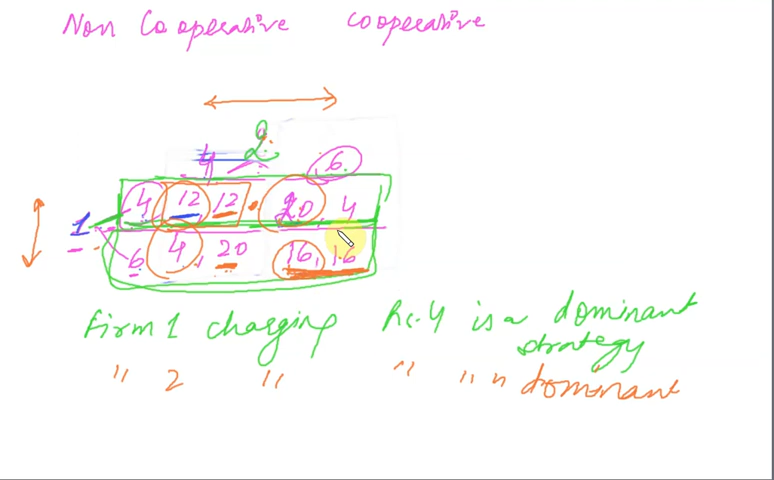 Non Cooperative cooperative
2
4 6
4 12 12 20 4
1
6 4, 20 16, 16
Firm 1 charging Rs. 4 is a dominant
strategy
" 2 " " " " dominant